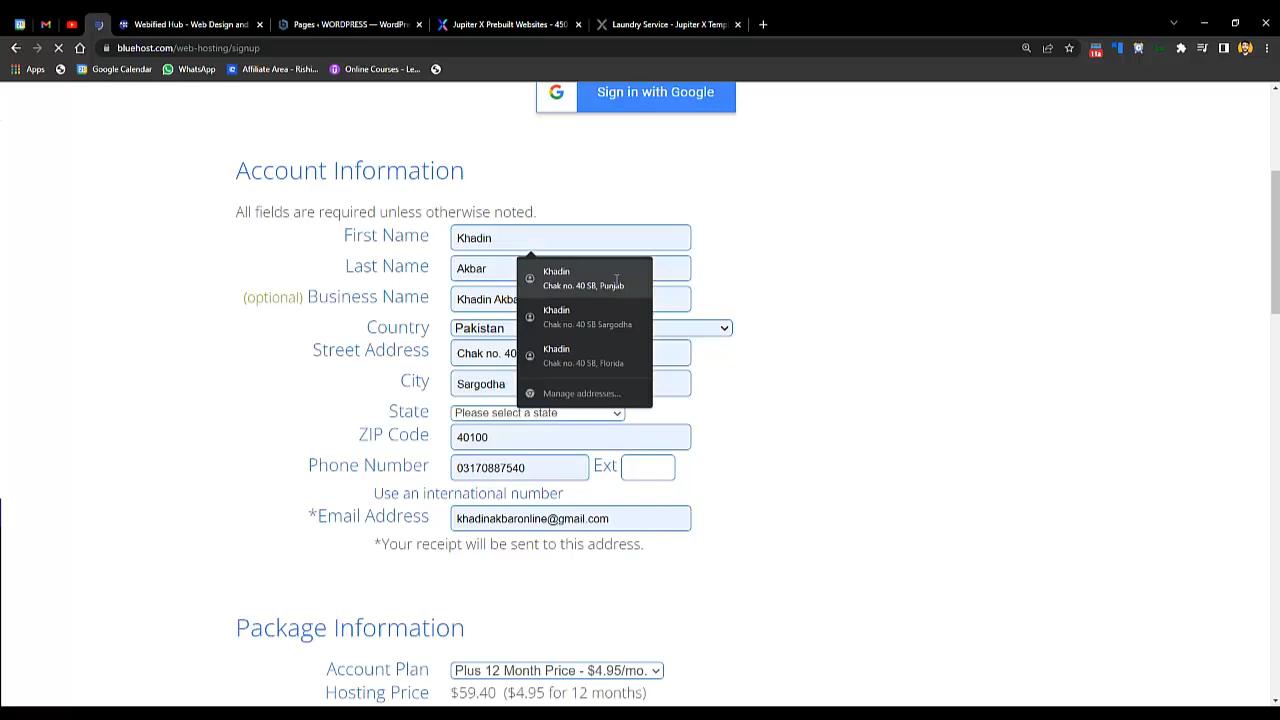 Webified Hub - Web Design and
Pages ‹ WORDPRESS — WordPr
Jupiter X Prebuilt Websites - 450
Laundry Service - Jupiter X Temp
bluehost.com/web-hosting/signup
Apps
Google Calendar
WhatsApp
Affiliate Area - Rishi...
Online Courses - Le...
Sign in with Google
Account Information
All fields are required unless otherwise noted.
First Name Khadin
Last Name Akbar
(optional) Business Name Khadin Akba
Country Pakistan
Street Address Chak no. 40
City Sargodha
State Please select a state
ZIP Code 40100
Phone Number 03170887540 Ext
Use an international number
*Email Address khadinakbaronline@gmail.com
*Your receipt will be sent to this address.
Khadin
Chak no. 40 SB, Punjab
Khadin
Chak no. 40 SB Sargodha
Khadin
Chak no. 40 SB, Florida
Manage addresses...
Package Information
Account Plan Plus 12 Month Price - $4.95/mo.
Hosting Price $59.40 ($4.95 for 12 months)